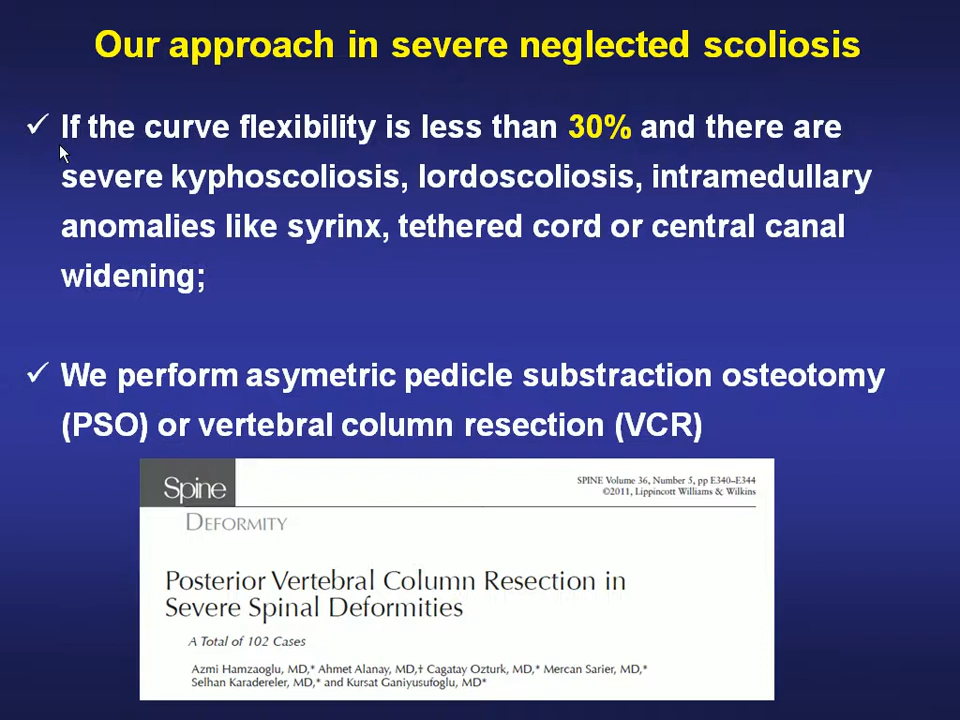 Our approach in severe neglected scoliosis
✓ If the curve flexibility is less than 30% and there are
severe kyphoscoliosis, lordoscoliosis, intramedullary
anomalies like syrinx, tethered cord or central canal
widening;
✓ We perform asymetric pedicle substraction osteotomy
(PSO) or vertebral column resection (VCR)
Spine
SPINE Volume 36, Number 5, pp E340–E344
©2011, Lippincott Williams & Wilkins
DEFORMITY
Posterior Vertebral Column Resection in
Severe Spinal Deformities
A Total of 102 Cases
Azmi Hamzaoglu, MD,* Ahmet Alanay, MD,† Cagatay Ozturk, MD,* Mercan Sarier, MD,*
Selhan Karadereler, MD,* and Kursat Ganiyusufoglu, MD*